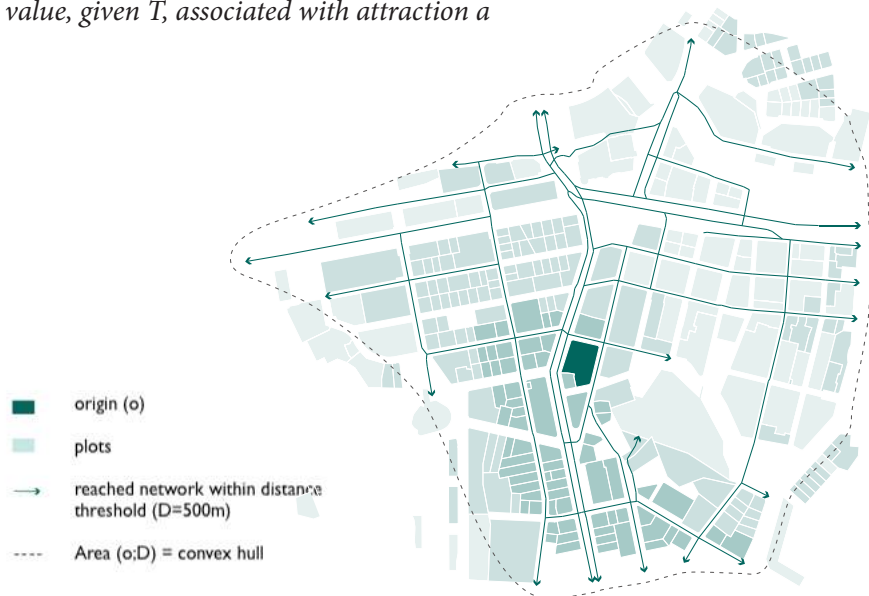 value, given T, associated with attraction a
origin (o)
plots
reached network within distance
threshold (D=500m)
Area (o;D) = convex hull